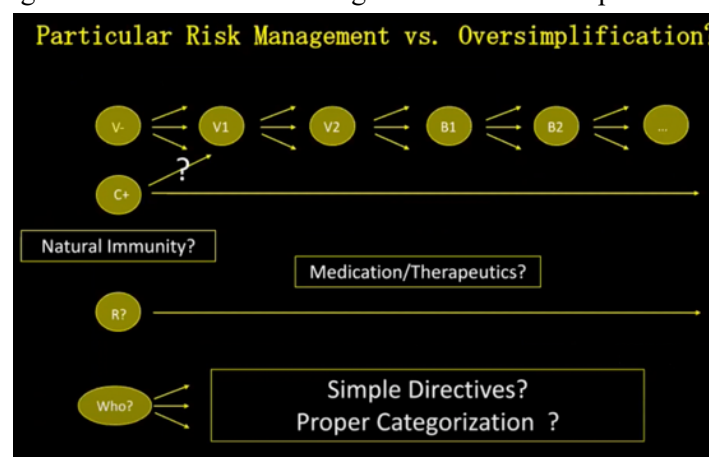 Particular Risk Management vs. Oversimplification?
V-
V1
V2
B1
B2
...
?
C+
Natural Immunity?
Medication/Therapeutics?
R?
Who?
Simple Directives?
Proper Categorization ?